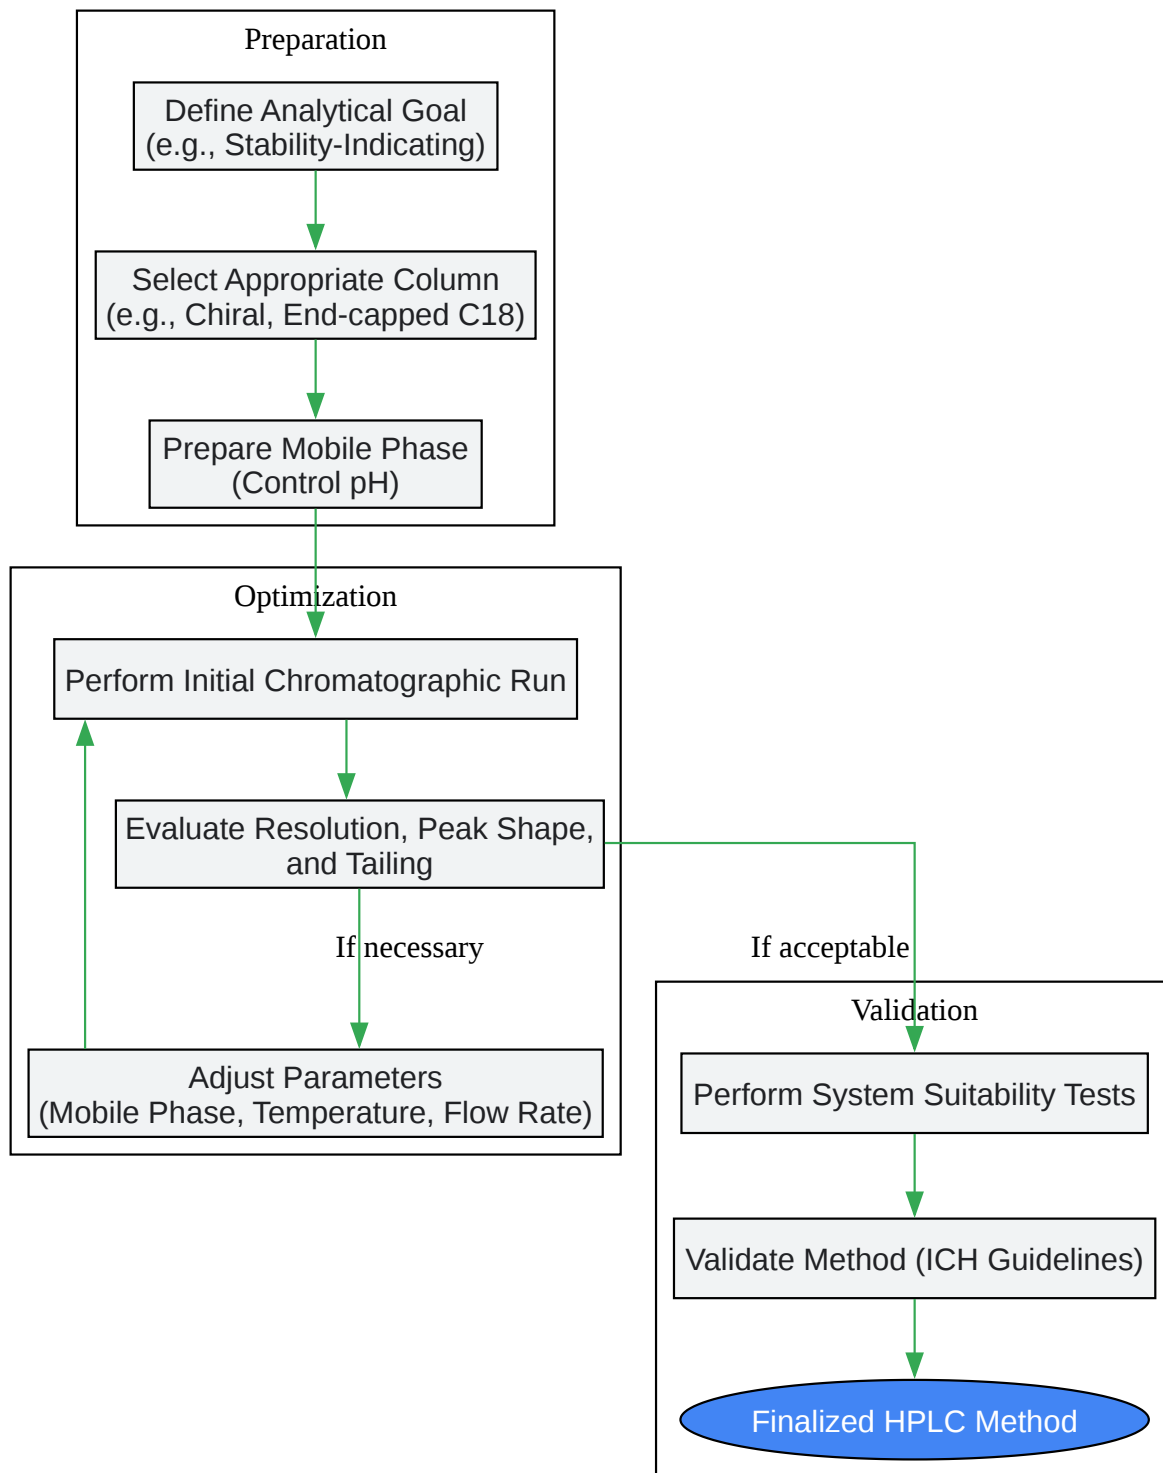 Preparation
Define Analytical Goal
(e.g., Stability-Indicating)
Select Appropriate Column
(e.g., Chiral, End-capped C18)
Prepare Mobile Phase
(Control pH)
Optimization
Perform Initial Chromatographic Run
Evaluate Resolution, Peak Shape,
and Tailing
If necessary
If acceptable
Adjust Parameters
(Mobile Phase, Temperature, Flow Rate)
Validation
Perform System Suitability Tests
Validate Method (ICH Guidelines)
Finalized HPLC Method